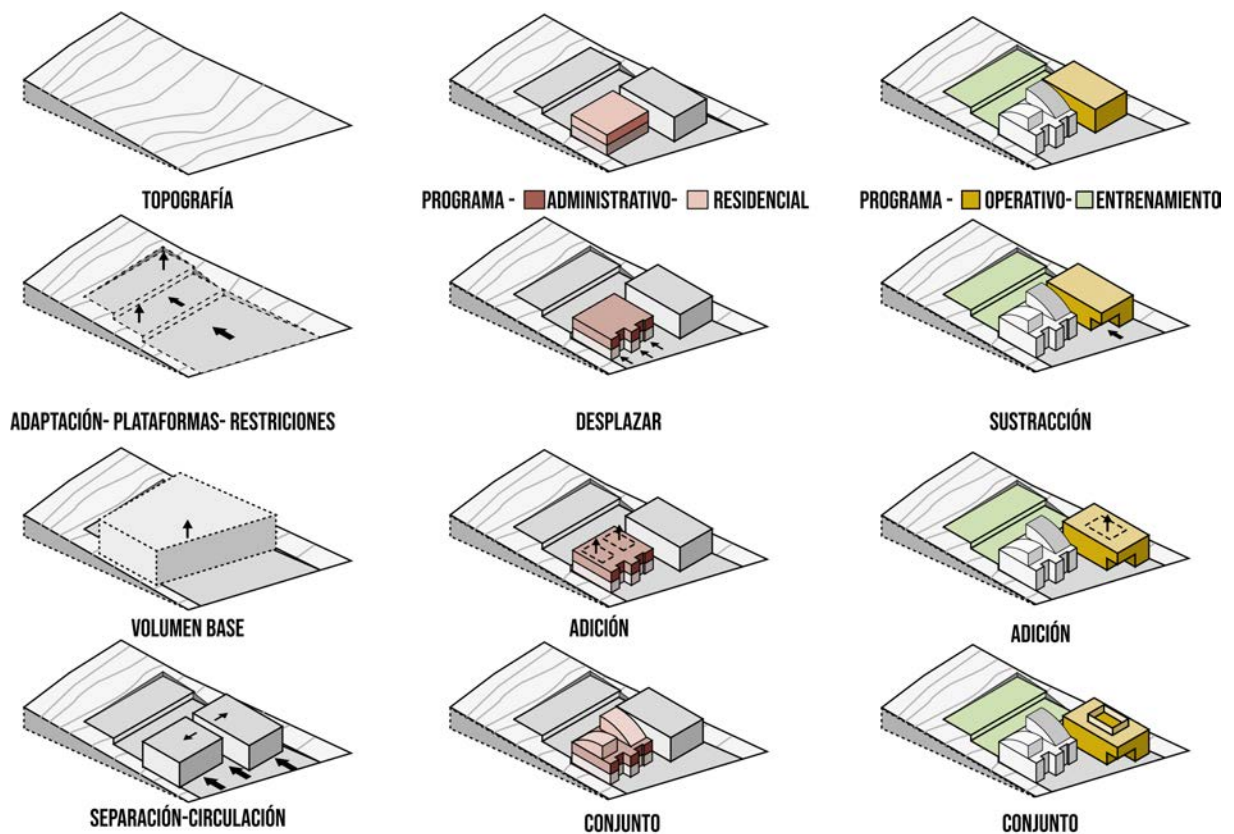 TOPOGRAFÍA
PROGRAMA - ADMINISTRATIVO- RESIDENCIAL
PROGRAMA - OPERATIVO- ENTRENAMIENTO
ADAPTACIÓN- PLATAFORMAS- RESTRICIONES
DESPLAZAR
SUSTRACCIÓN
VOLUMEN BASE
ADICIÓN
ADICIÓN
SEPARACIÓN-CIRCULACIÓN
CONJUNTO
CONJUNTO